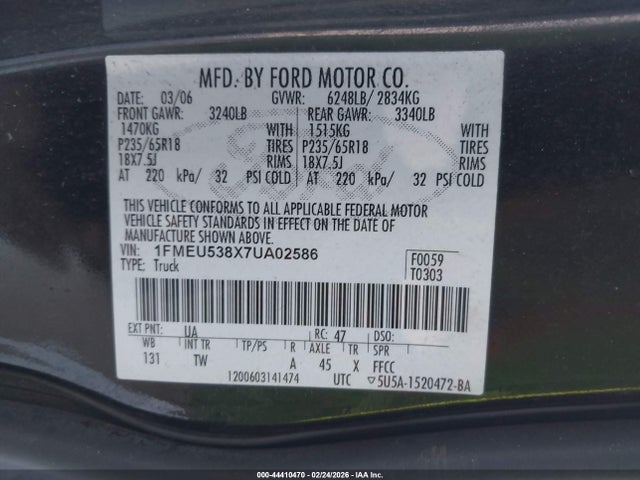 MFD. BY FORD MOTOR CO.
DATE: 03/06 GVWR: 6248LB/ 2834KG
FRONT GAWR: 3240LB REAR GAWR: 3340LB
1470KG WITH 1515KG WITH
P235/65R18 TIRES P235/65R18 TIRES
18X7.5J RIMS 18X7.5J RIMS
AT 220 kPa/ 32 PSI COLD AT 220 kPa/ 32 PSI COLD
THIS VEHICLE CONFORMS TO ALL APPLICABLE FEDERAL MOTOR
VEHICLE SAFETY STANDARDS IN EFFECT ON THE DATE OF
MANUFACTURE SHOWN ABOVE.
VIN: 1FMEU538X7UA02586 F0059
TYPE: Truck T0303
EXT PNT: UA RC: 47 DSO:
WB INT TR TP/PS R AXLE TR SPR
131 TW A 45 X FFCC
1200603141474 UTC ▽5U5A-1520472-BA
000-44410470 - 02/24/2026 - IAAI Inc.